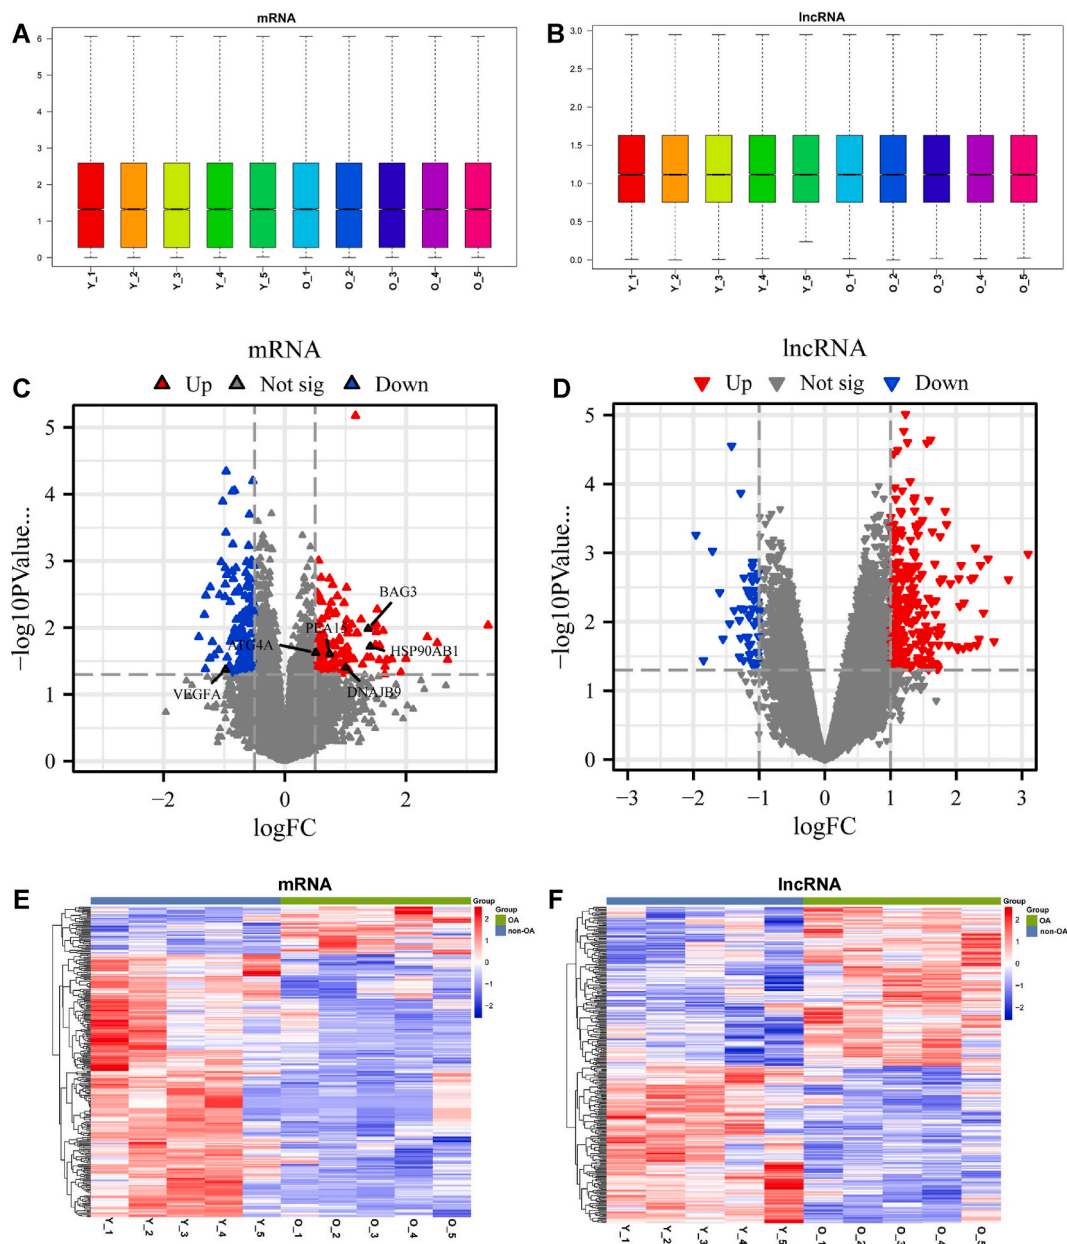 A
mRNA
6
5
4
3
2
1
0
Y_1 Y_2 Y_3 Y_4 Y_5 O_1 O_2 O_3 O_4 O_5
B
lncRNA
3.0
2.5
2.0
1.5
1.0
0.5
0.0
Y_1 Y_2 Y_3 Y_4 Y_5 O_1 O_2 O_3 O_4 O_5
C
mRNA
Up Not sig Down
−log10PValue...
5
4
3
2
1
0
BAG3
PEA15
ATG4A
HSP90AB1
VEGFA
DNAJB9
−2 0 2
logFC
D
lncRNA
Up Not sig Down
−log10PValue...
5
4
3
2
1
0
−3 −2 −1 0 1 2 3
logFC
E
mRNA
Group
2
1
0
−1
−2
Group
OA
non-OA
Y_1 Y_2 Y_3 Y_4 Y_5 O_1 O_2 O_3 O_4 O_5
F
lncRNA
Group
2
1
0
−1
−2
Group
OA
non-OA
Y_1 Y_2 Y_3 Y_4 Y_5 O_1 O_2 O_3 O_4 O_5